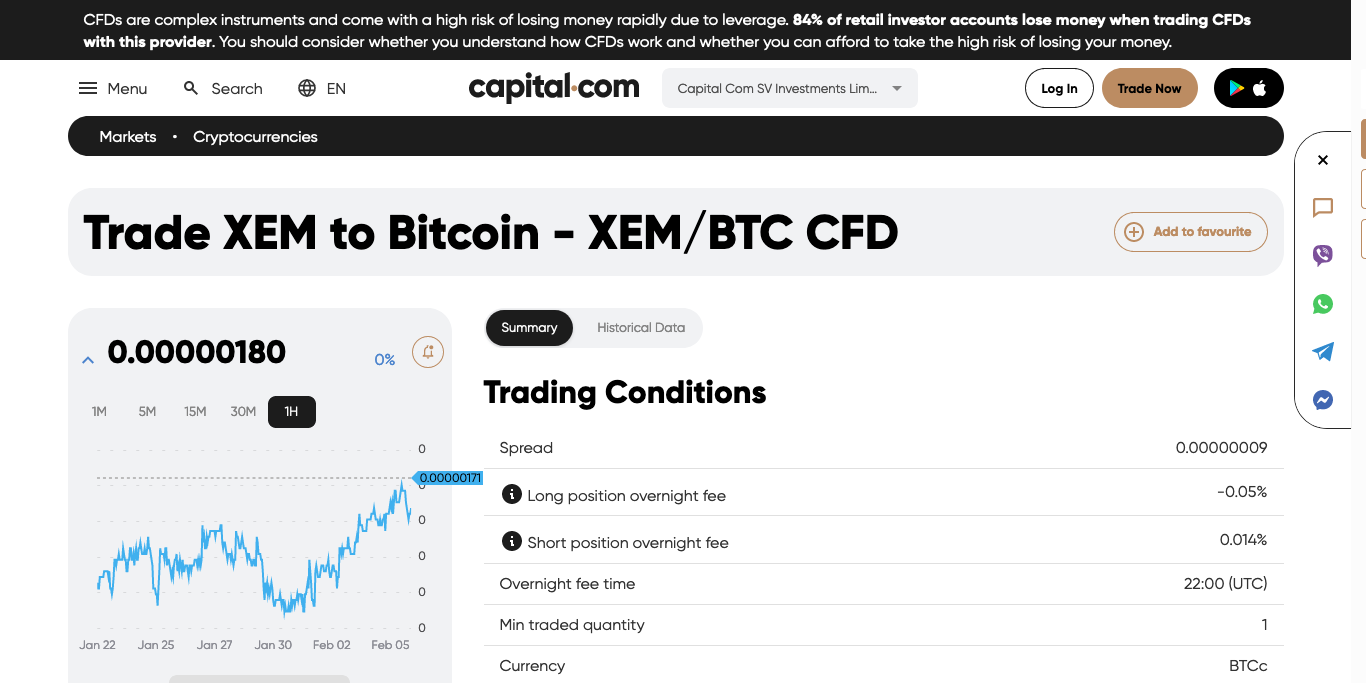 CFDs are complex instruments and come with a high risk of losing money rapidly due to leverage. 84% of retail investor accounts lose money when trading CFDs
with this provider. You should consider whether you understand how CFDs work and whether you can afford to take the high risk of losing your money.
Menu
Search
EN
capital.com
Capital Com SV Investments Lim...
Log In
Trade Now
Markets • Cryptocurrencies
Trade XEM to Bitcoin - XEM/BTC CFD
Add to favourite
0.00000180
0%
1M 5M 15M 30M 1H
0
0.00000171
0
0
0
0
0
Jan 22 Jan 25 Jan 27 Jan 30 Feb 02 Feb 05
Summary
Historical Data
Trading Conditions
Spread 0.00000009
Long position overnight fee -0.05%
Short position overnight fee 0.014%
Overnight fee time 22:00 (UTC)
Min traded quantity 1
Currency BTCc